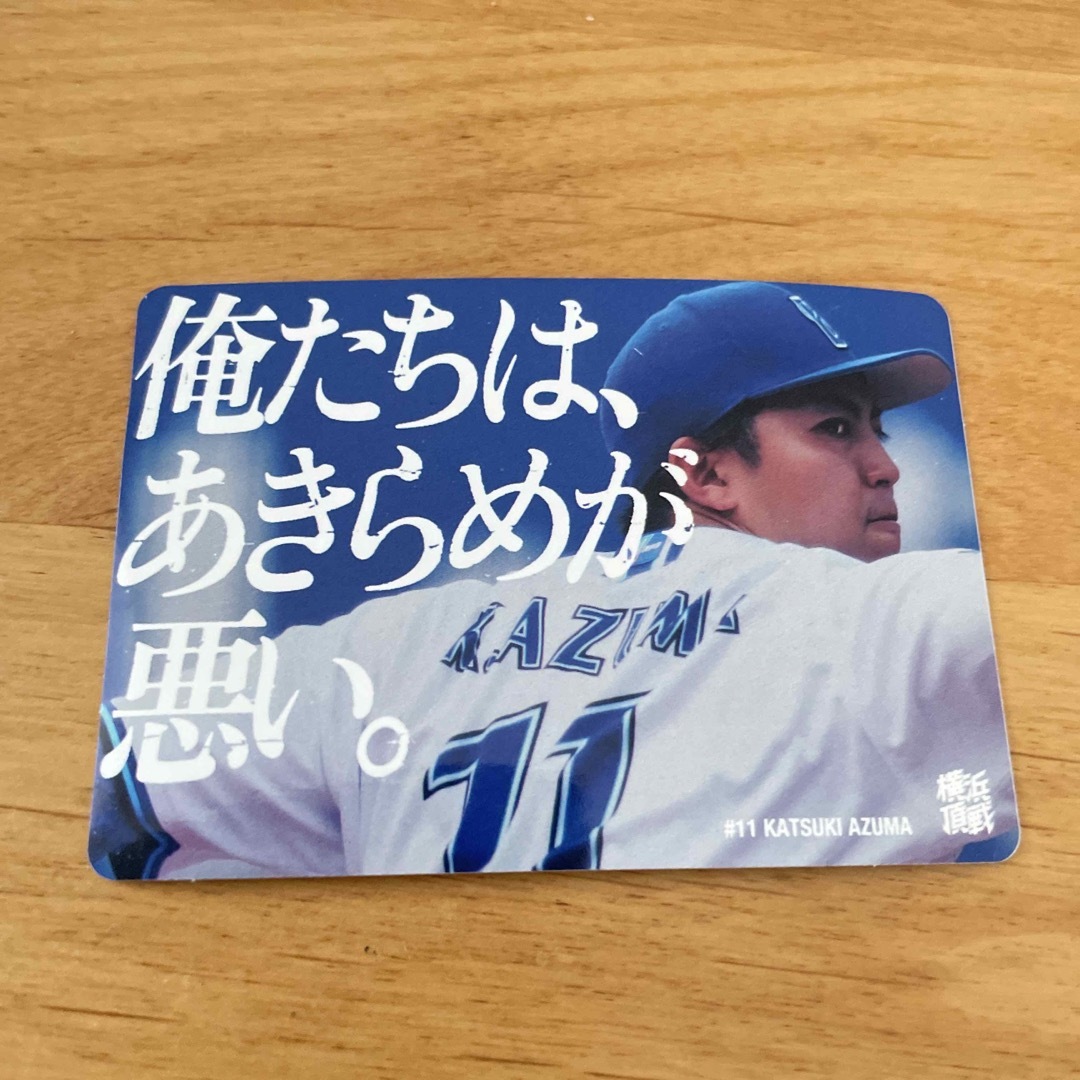 俺たちは、
あきらめが
悪い。
K.AZUMA
11
#11 KATSUKI AZUMA
横浜
頂戦